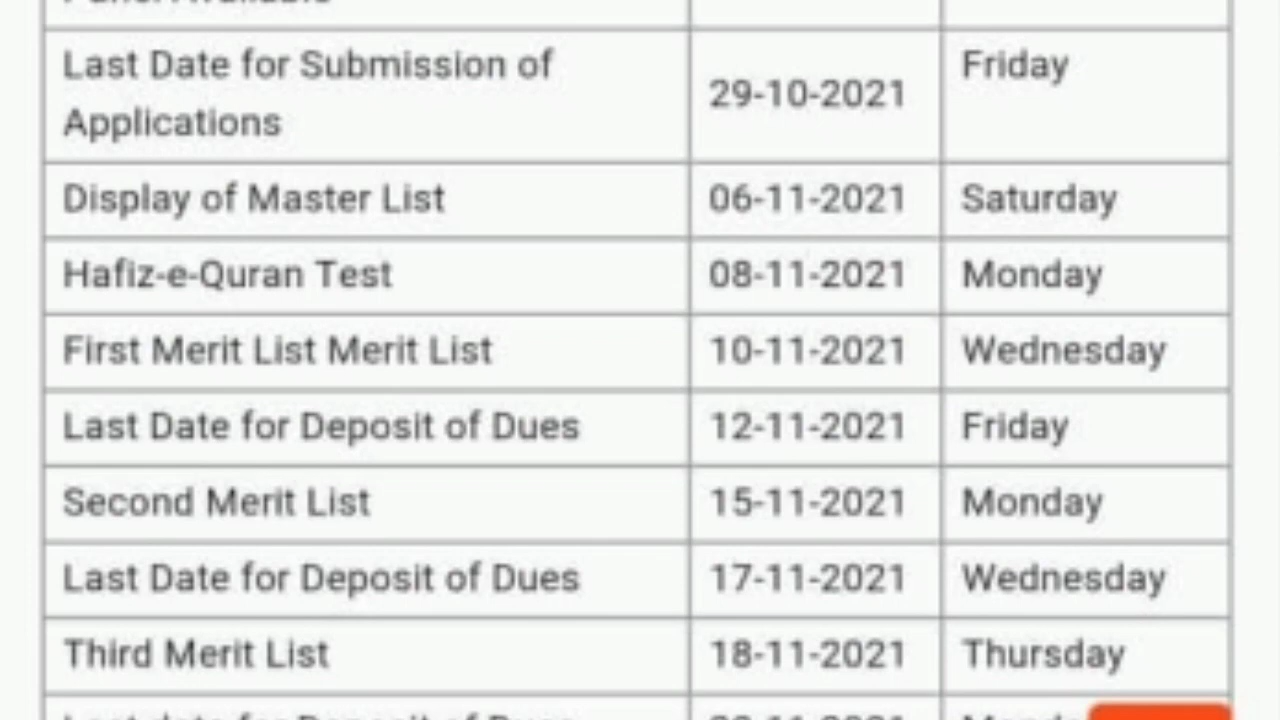 Last Date for Submission of
Applications
29-10-2021
Friday
Display of Master List 06-11-2021 Saturday
Hafiz-e-Quran Test 08-11-2021 Monday
First Merit List Merit List 10-11-2021 Wednesday
Last Date for Deposit of Dues 12-11-2021 Friday
Second Merit List 15-11-2021 Monday
Last Date for Deposit of Dues 17-11-2021 Wednesday
Third Merit List 18-11-2021 Thursday